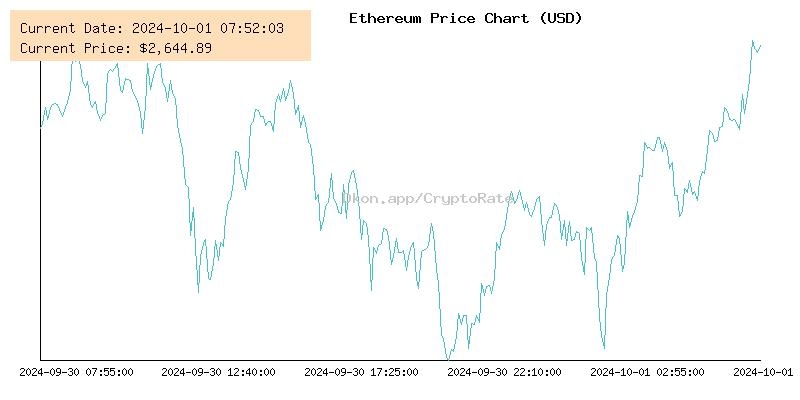 Ethereum Price Chart (USD)
Current Date: 2024-10-01 07:52:03
Current Price: $2,644.89
Dkon.app/CryptoRate
2024-09-30 07:55:00 2024-09-30 12:40:00 2024-09-30 17:25:00 2024-09-30 22:10:00 2024-10-01 02:55:00 2024-10-01